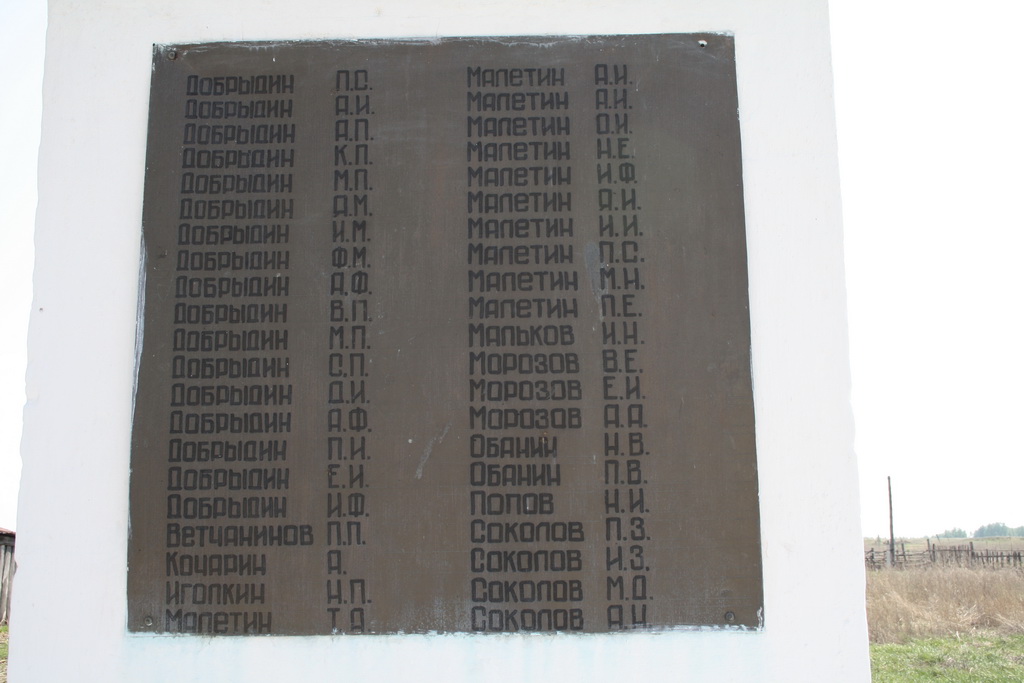 Добрыдин П.С.
Добрыдин А.И.
Добрыдин А.П.
Добрыдин К.П.
Добрыдин М.П.
Добрыдин А.М.
Добрыдин И.М.
Добрыдин Ф.М.
Добрыдин А.Ф.
Добрыдин В.П.
Добрыдин М.П.
Добрыдин С.П.
Добрыдин Д.И.
Добрыдин А.Ф.
Добрыдин П.И.
Добрыдин Е.И.
Добрыдин И.Ф.
Ветчанинов П.П.
Кочарин А.
Иголкин И.П.
Малетин Т.А.
Малетин А.И.
Малетин А.И.
Малетин О.И.
Малетин Н.Е.
Малетин И.Ф.
Малетин А.И.
Малетин И.И.
Малетин П.С.
Малетин М.Н.
Малетин П.Е.
Мальков И.Н.
Морозов В.Е.
Морозов Е.И.
Морозов А.А.
Обанин Н.В.
Обанин П.В.
Попов Н.И.
Соколов П.З.
Соколов И.З.
Соколов М.Д.
Соколов А.И.